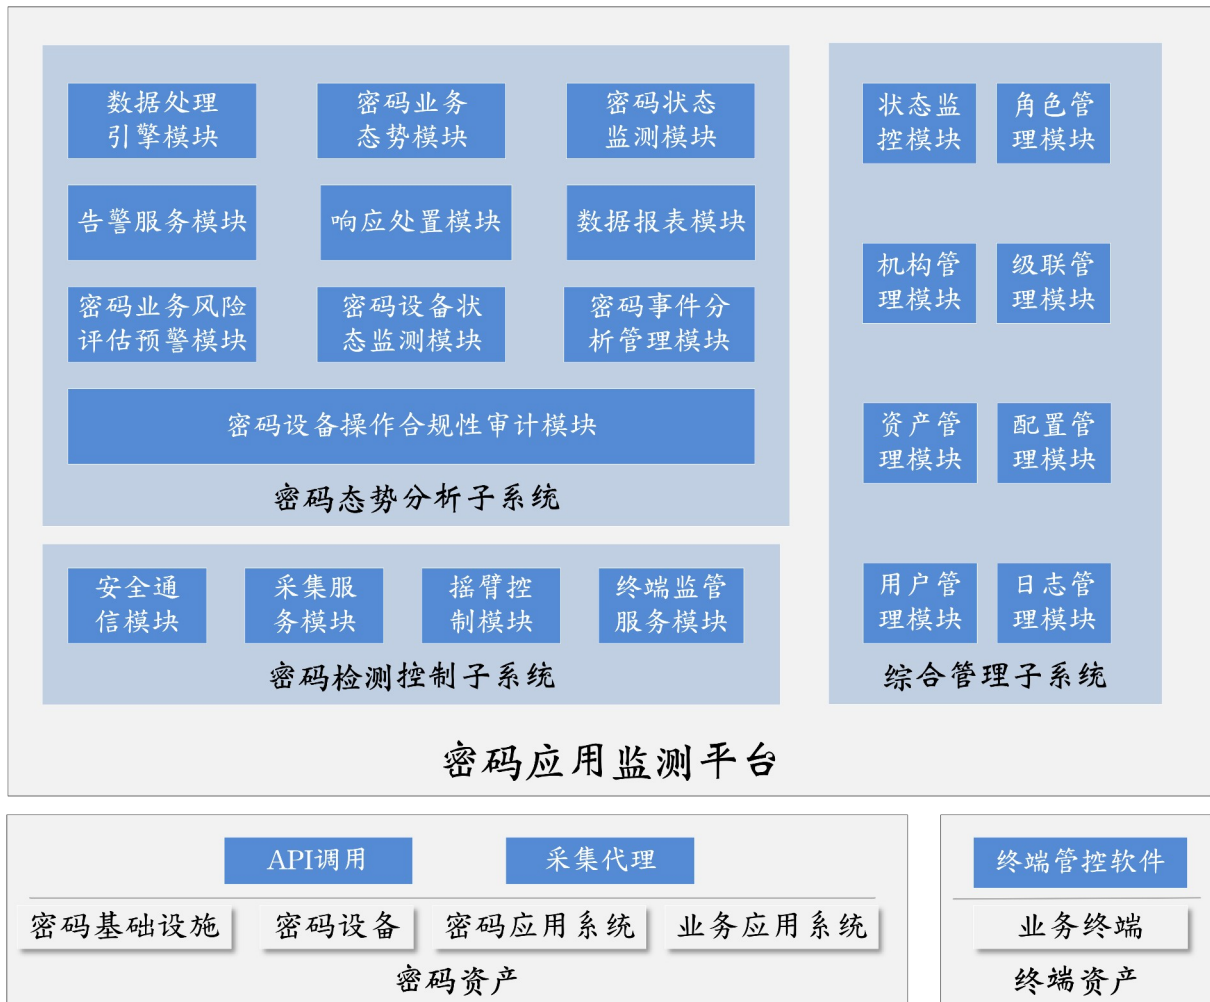 数据处理
引擎模块
密码业务
态势模块
密码状态
监测模块
告警服务模块
响应处置模块
数据报表模块
密码业务风险
评估预警模块
密码设备状
态监测模块
密码事件分
析管理模块
密码设备操作合规性审计模块
密码态势分析子系统
安全通
信模块
采集服
务模块
摇臂控
制模块
终端监管
服务模块
密码检测控制子系统
状态监
控模块
角色管
理模块
机构管
理模块
级联管
理模块
资产管
理模块
配置管
理模块
用户管
理模块
日志管
理模块
综合管理子系统
密码应用监测平台
API调用
采集代理
密码基础设施
密码设备
密码应用系统
业务应用系统
密码资产
终端管控软件
业务终端
终端资产